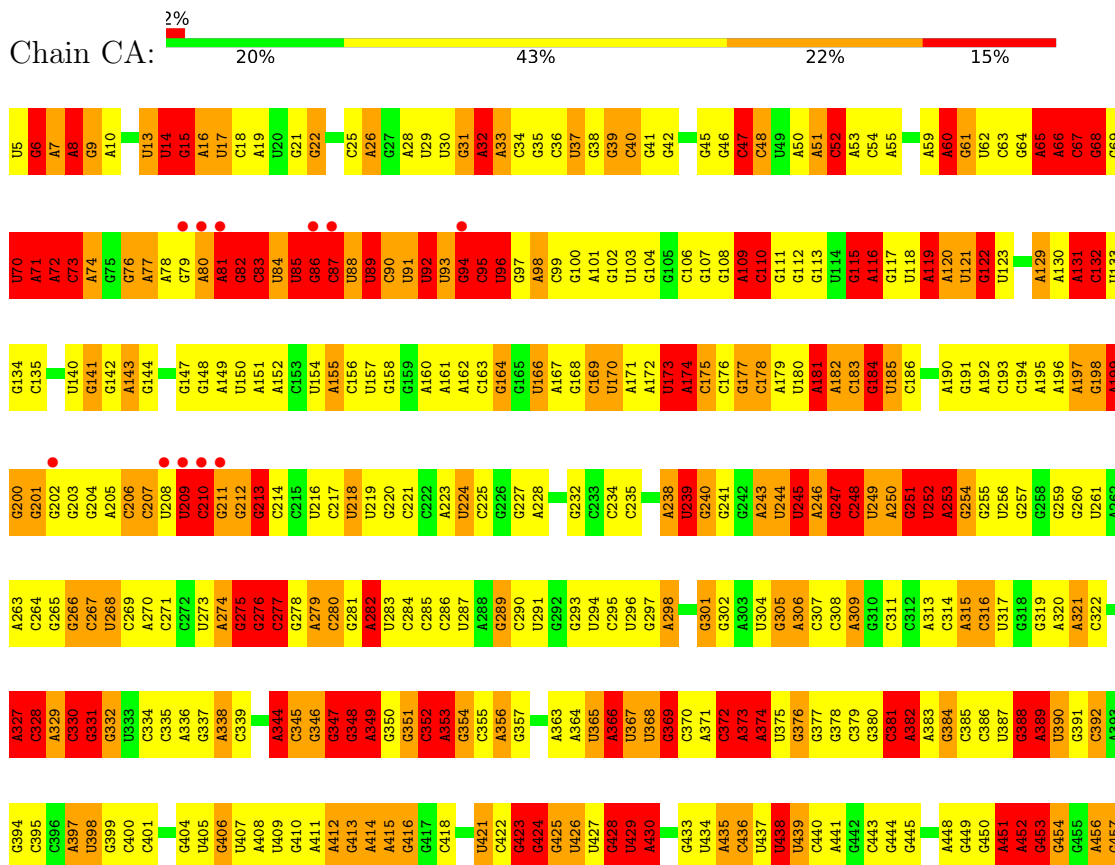 2%
Chain CA:
20% 43% 22% 15%
U5 G6 A7 A8 G9 A10 U13 U14 G15 A16 U17 C18 A19 U20 G21 G22 C25 A26 G27 A28 U29 U30 G31 A32 A33 C34 G35 C36 U37 G38 G39 C40 G41 G42 G45 G46 C47 C48 U49 A50 A51 C52 A53 C54 A55 A59 A60 G61 U62 C63 G64 A65 A66 C67 G68 G69
U70 A71 A72 C73 A74 G75 G76 A77 A78 G79 A80 A81 G82 C83 U84 U85 G86 C87 U88 U89 C90 U91 U92 U93 G94 C95 U96 G97 A98 C99 G100 A101 G102 U103 G104 G105 C106 G107 G108 A109 C110 G111 G112 G113 U114 G115 A116 G117 U118 A119 A120 U121 G122 U123 A129 A130 A131 C132 U133
G134 C135 U140 G141 G142 A143 G144 G147 G148 A149 U150 A151 A152 C153 U154 A155 C156 U157 G158 G159 A160 A161 A162 C163 G164 G165 U166 A167 G168 C169 U170 A171 A172 U173 A174 C175 C176 G177 C178 A179 U180 A181 A182 C183 G184 U185 C186 A190 G191 A192 C193 C194 A195 A196 A197 G198 A199
G200 G201 G202 G203 G204 A205 C206 C207 U208 U209 C210 G211 G212 G213 C214 C215 U216 C217 U218 U219 G220 C221 C222 A223 U224 C225 G226 G227 A228 G232 C233 C234 C235 A238 U239 G240 G241 G242 A243 U244 U245 A246 G247 C248 U249 A250 G251 U252 A253 G254 G255 U256 G257 G258 G259 G260 U261 A262
A263 C264 G265 G266 C267 U268 C269 A270 C271 C272 U273 A274 G275 G276 C277 G278 A279 C280 G281 A282 U283 C284 C285 C286 U287 A288 G289 C290 U291 G292 G293 U294 C295 U296 G297 A298 G301 G302 A303 U304 G305 A306 C307 C308 A309 G310 C311 C312 A313 C314 A315 C316 U317 G318 G319 A320 A321 C322
A327 C328 A329 C330 G331 G332 U333 C334 C335 A336 G337 A338 C339 A344 C345 G346 G347 G348 A349 G350 G351 C352 A353 G354 C355 A356 G357 A363 A364 U365 A366 U367 U368 G369 C370 A371 C372 A373 A374 U375 G376 G377 G378 C379 G380 C381 A382 A383 G384 C385 C386 U387 G388 A389 U390 G391 C392 A393
G394 C395 C396 A397 U398 G399 C400 C401 G404 U405 G406 U407 A408 U409 G410 A411 A412 G413 A414 A415 G416 G417 C418 U421 C422 G423 G424 G425 U426 U427 G428 U429 A430 G433 U434 A435 C436 U437 U438 U439 C440 A441 G442 C443 G444 G445 A448 G449 G450 A451 A452 G453 G454 G455 A456